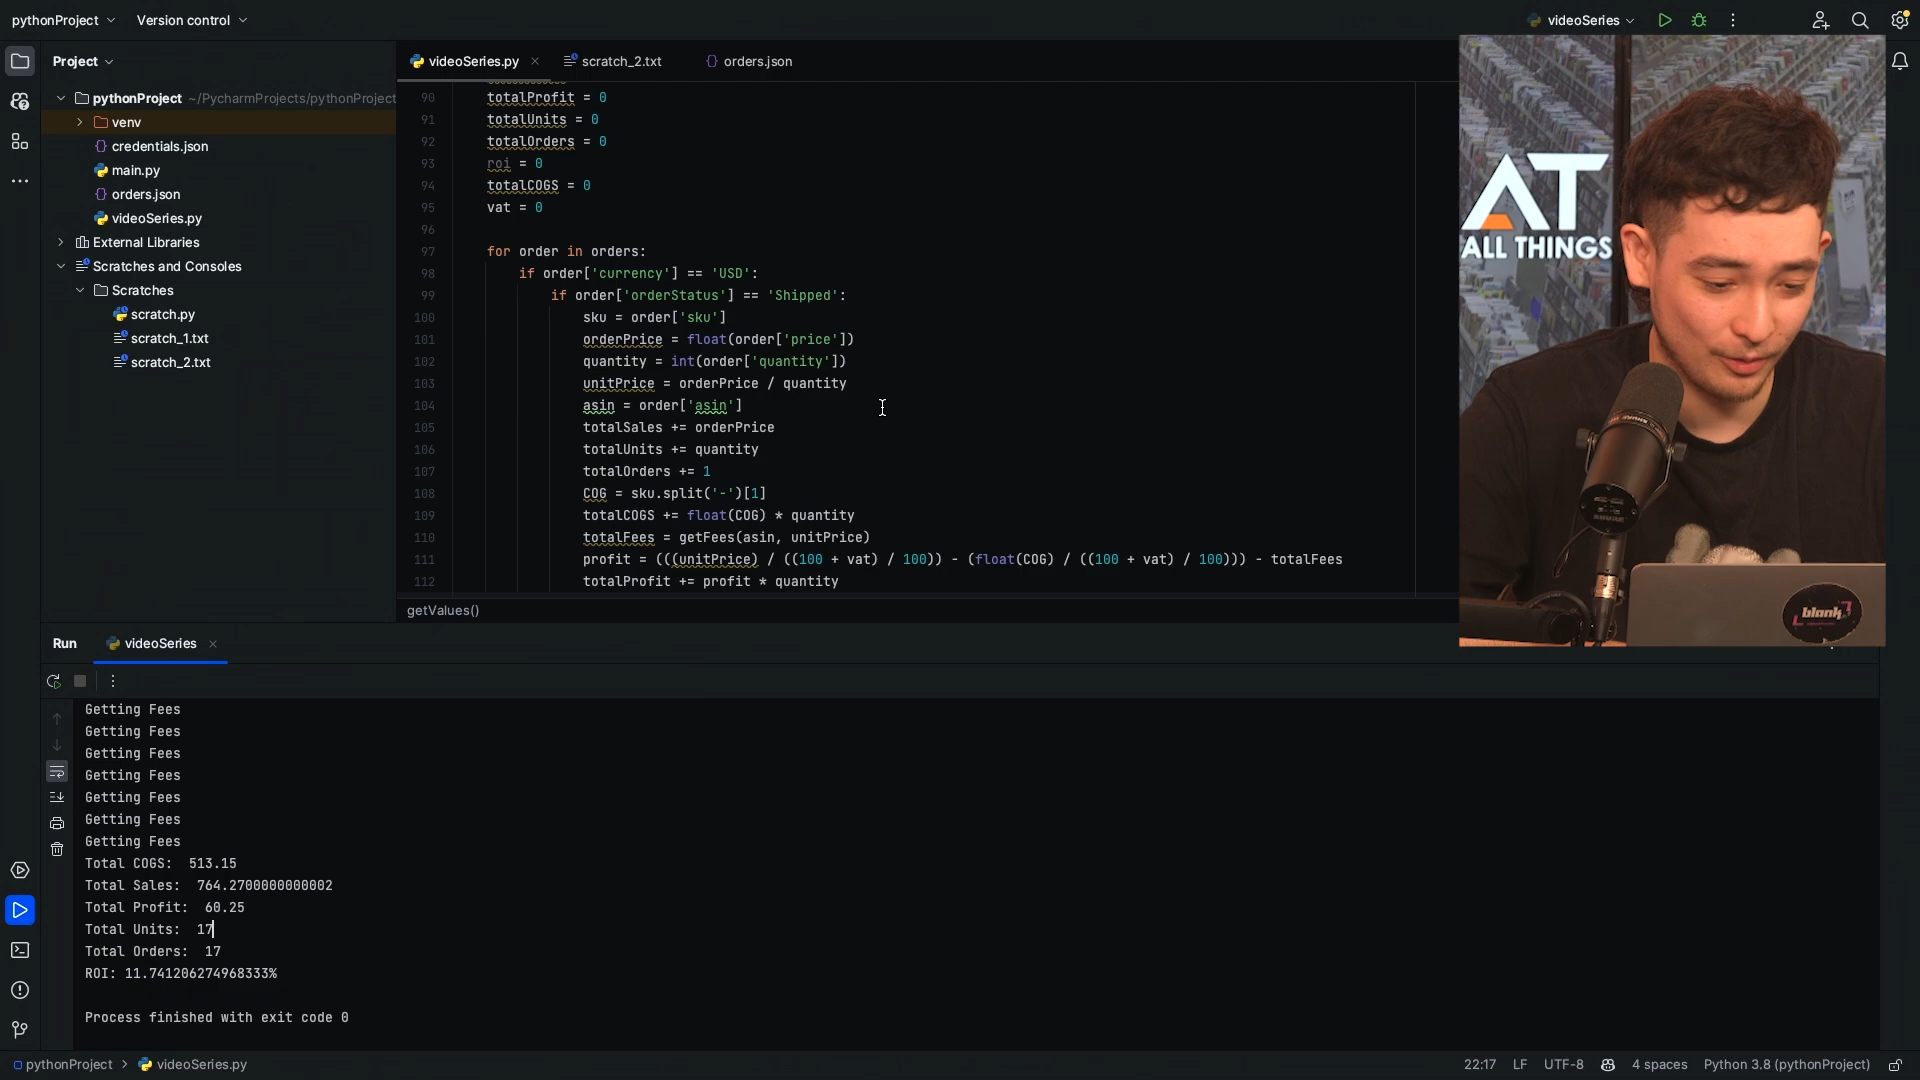 pythonProject
Version control
videoSeries
Project
videoSeries.py
scratch_2.txt
orders.json
pythonProject ~/PycharmProjects/pythonProject
venv
credentials.json
main.py
orders.json
videoSeries.py
External Libraries
Scratches and Consoles
Scratches
scratch.py
scratch_1.txt
scratch_2.txt
90 totalProfit = 0
91 totalUnits = 0
92 totalOrders = 0
93 roi = 0
94 totalCOGS = 0
95 vat = 0
96
97 for order in orders:
98 if order['currency'] == 'USD':
99 if order['orderStatus'] == 'Shipped':
100 sku = order['sku']
101 orderPrice = float(order['price'])
102 quantity = int(order['quantity'])
103 unitPrice = orderPrice / quantity
104 asin = order['asin']
105 totalSales += orderPrice
106 totalUnits += quantity
107 totalOrders += 1
108 COG = sku.split('-')[1]
109 totalCOGS += float(COG) * quantity
110 totalFees = getFees(asin, unitPrice)
111 profit = (((unitPrice) / ((100 + vat) / 100)) - (float(COG) / ((100 + vat) / 100))) - totalFees
112 totalProfit += profit * quantity
getValues()
AT
ALL THINGS
blank
Run
videoSeries
Getting Fees
Getting Fees
Getting Fees
Getting Fees
Getting Fees
Getting Fees
Getting Fees
Total COGS: 513.15
Total Sales: 764.2700000000002
Total Profit: 60.25
Total Units: 17
Total Orders: 17
ROI: 11.741206274968333%
Process finished with exit code 0
pythonProject > videoSeries.py
22:17 LF UTF-8 4 spaces Python 3.8 (pythonProject)